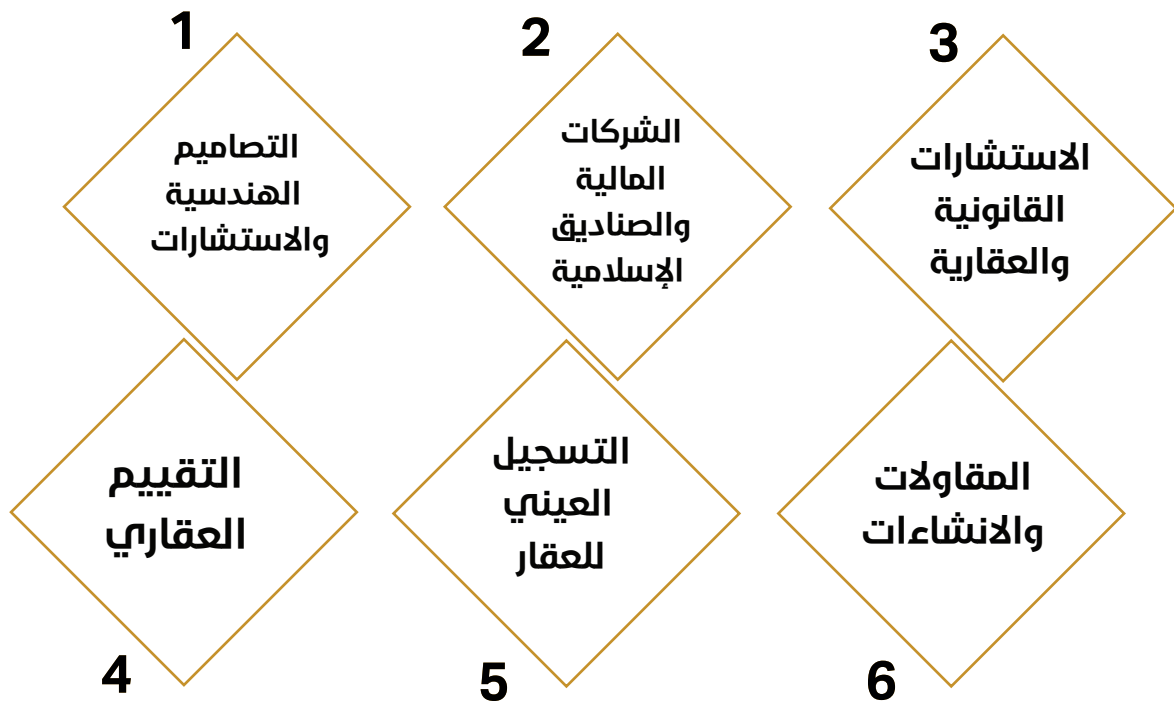 1
التصاميم
الهندسية
والاستشارات
2
الشركات
المالية
والصناديق
الإسلامية
3
الاستشارات
القانونية
والعقارية
4
التقييم
العقاري
5
التسجيل
العيني
للعقار
6
المقاولات
والانشاءات